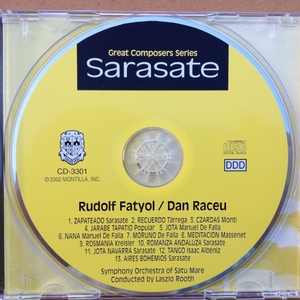 Great Composers Series
Sarasate
CD-3301
© 2002 MONTILLA, INC.
DDD
Rudolf Fatyol / Dan Raceu
1. ZAPATEADO Sarasate 2. RECUERDO Tárrega 3. CZARDAS Monti
4. JARABE TAPATIO Popular 5. JOTA Manuel De Falla
6. NANA Manuel De Falla 7. MORUNO De Falla 8. MEDITACION Massenet
9. ROSMANIA Kreisler 10. ROMANZA ANDALUZA Sarasate
11. JOTA NAVARRA Sarasate 12. TANGO Isaac Albéniz
13. AIRES BOHEMIOS Sarasate
Symphony Orchestra of Satu Mare
Conducted by Laszlo Rooth